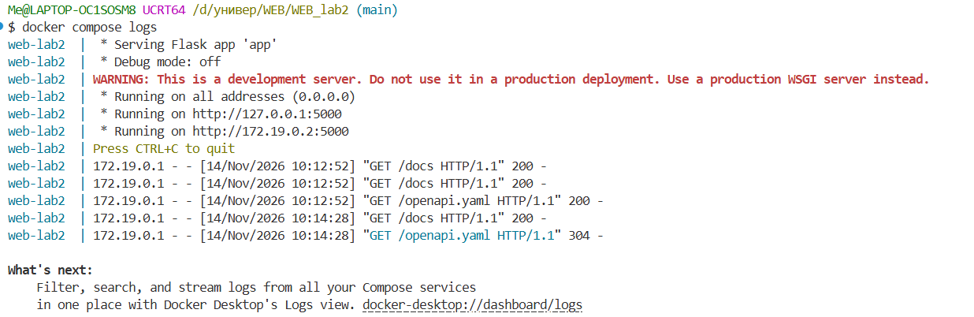 Me@LAPTOP-OC1SOSM8 UCRT64 /d/универ/WEB/WEB_lab2 (main)
$ docker compose logs
web-lab2  |  * Serving Flask app 'app'
web-lab2  |  * Debug mode: off
web-lab2  | WARNING: This is a development server. Do not use it in a production deployment. Use a production WSGI server instead.
web-lab2  |  * Running on all addresses (0.0.0.0)
web-lab2  |  * Running on http://127.0.0.1:5000
web-lab2  |  * Running on http://172.19.0.2:5000
web-lab2  | Press CTRL+C to quit
web-lab2  | 172.19.0.1 - - [14/Nov/2026 10:12:52] "GET /docs HTTP/1.1" 200 -
web-lab2  | 172.19.0.1 - - [14/Nov/2026 10:12:52] "GET /docs HTTP/1.1" 200 -
web-lab2  | 172.19.0.1 - - [14/Nov/2026 10:12:52] "GET /openapi.yaml HTTP/1.1" 200 -
web-lab2  | 172.19.0.1 - - [14/Nov/2026 10:14:28] "GET /docs HTTP/1.1" 200 -
web-lab2  | 172.19.0.1 - - [14/Nov/2026 10:14:28] "GET /openapi.yaml HTTP/1.1" 304 -
What's next:
Filter, search, and stream logs from all your Compose services
in one place with Docker Desktop's Logs view. docker-desktop://dashboard/logs